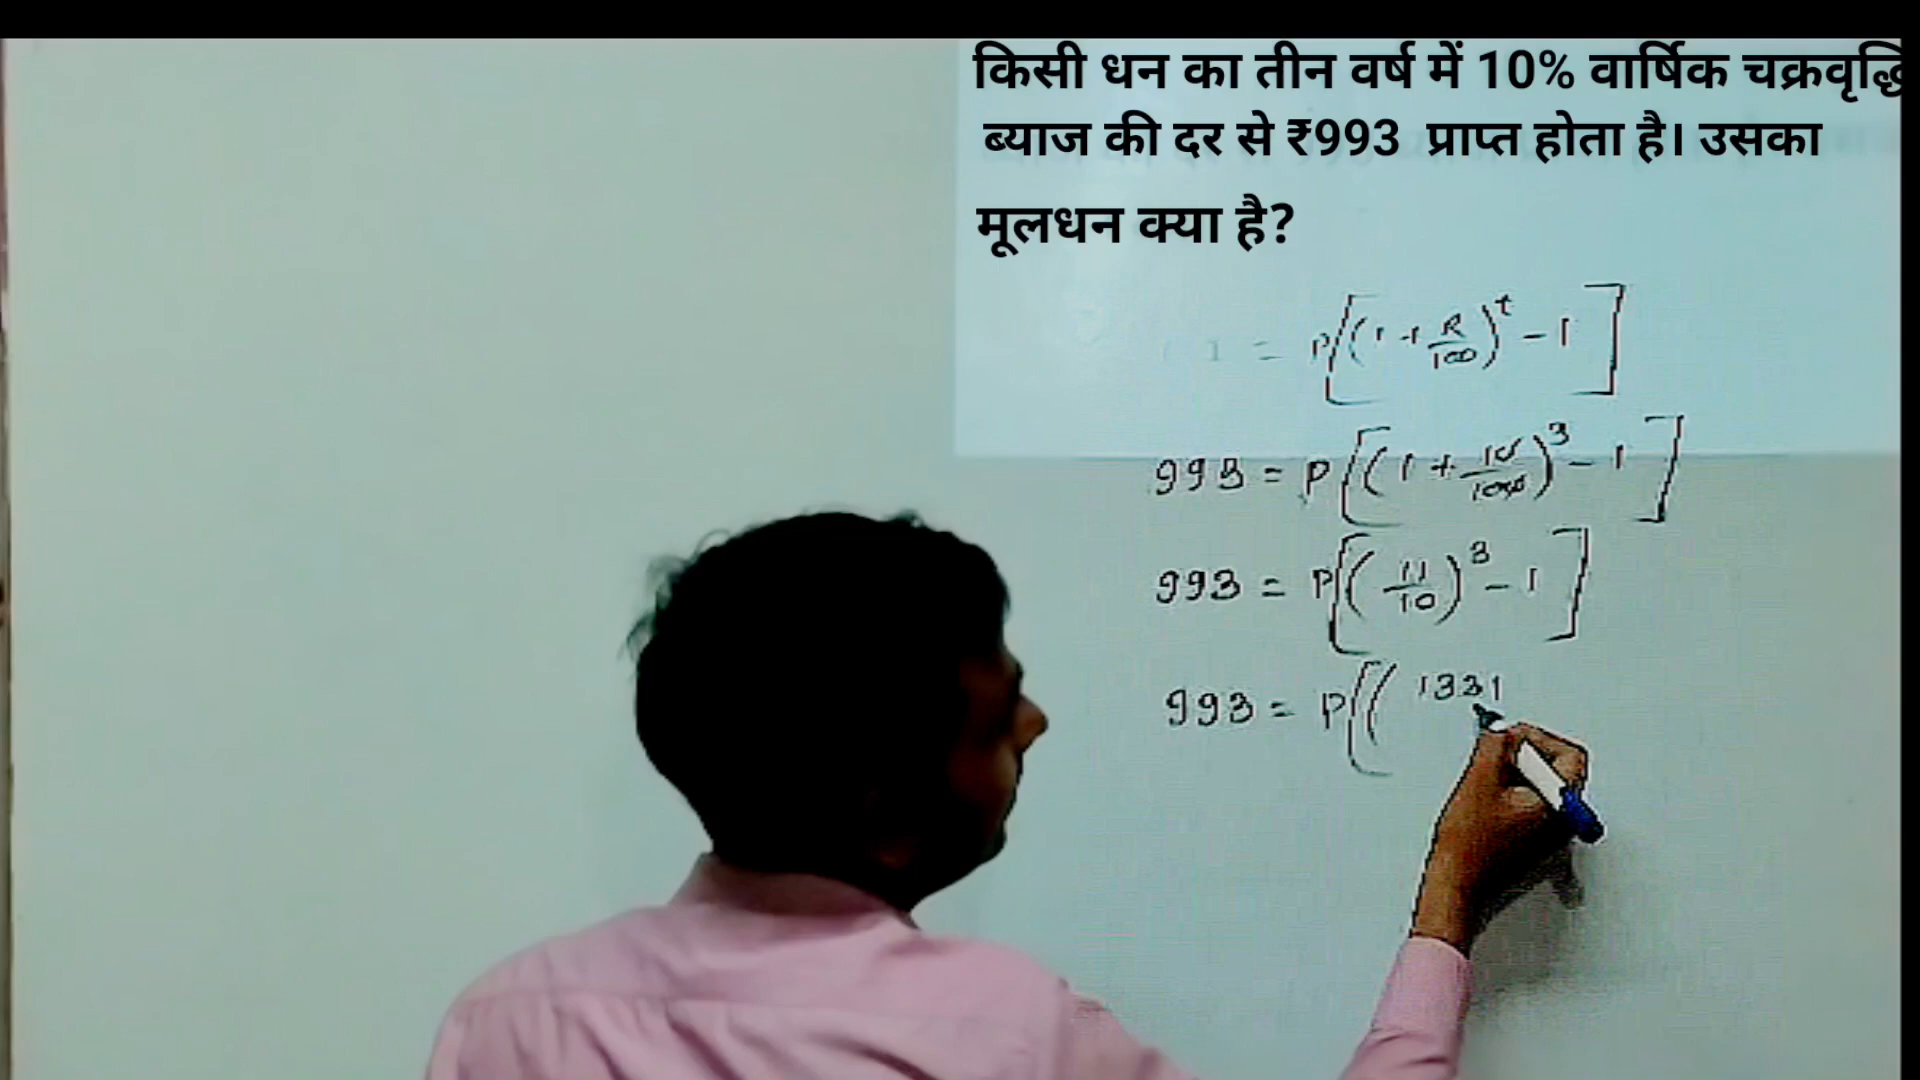 किसी धन का तीन वर्ष में 10% वार्षिक चक्रवृद्धि
ब्याज की दर से ₹993 प्राप्त होता है। उसका
मूलधन क्या है?
= P[(1+R/100)^t - 1]
993 = P[(1+10/100)^3 - 1]
993 = P[(11/10)^3 - 1]
993 = P[(1331